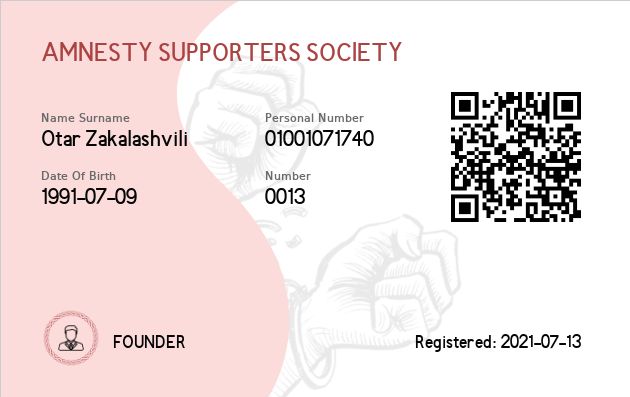 AMNESTY SUPPORTERS SOCIETY
Name Surname
Otar Zakalashvili
Personal Number
01001071740
Date Of Birth
1991-07-09
Number
0013
FOUNDER
Registered: 2021-07-13